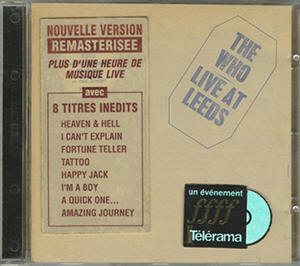 NOUVELLE VERSION
REMASTERISEE
PLUS D'UNE HEURE DE
MUSIQUE LIVE
avec
8 TITRES INEDITS
HEAVEN & HELL
I CAN'T EXPLAIN
FORTUNE TELLER
TATTOO
HAPPY JACK
I'M A BOY
A QUICK ONE...
AMAZING JOURNEY
THE
WHO
LIVE AT
LEEDS
un événement
ffff
Télérama